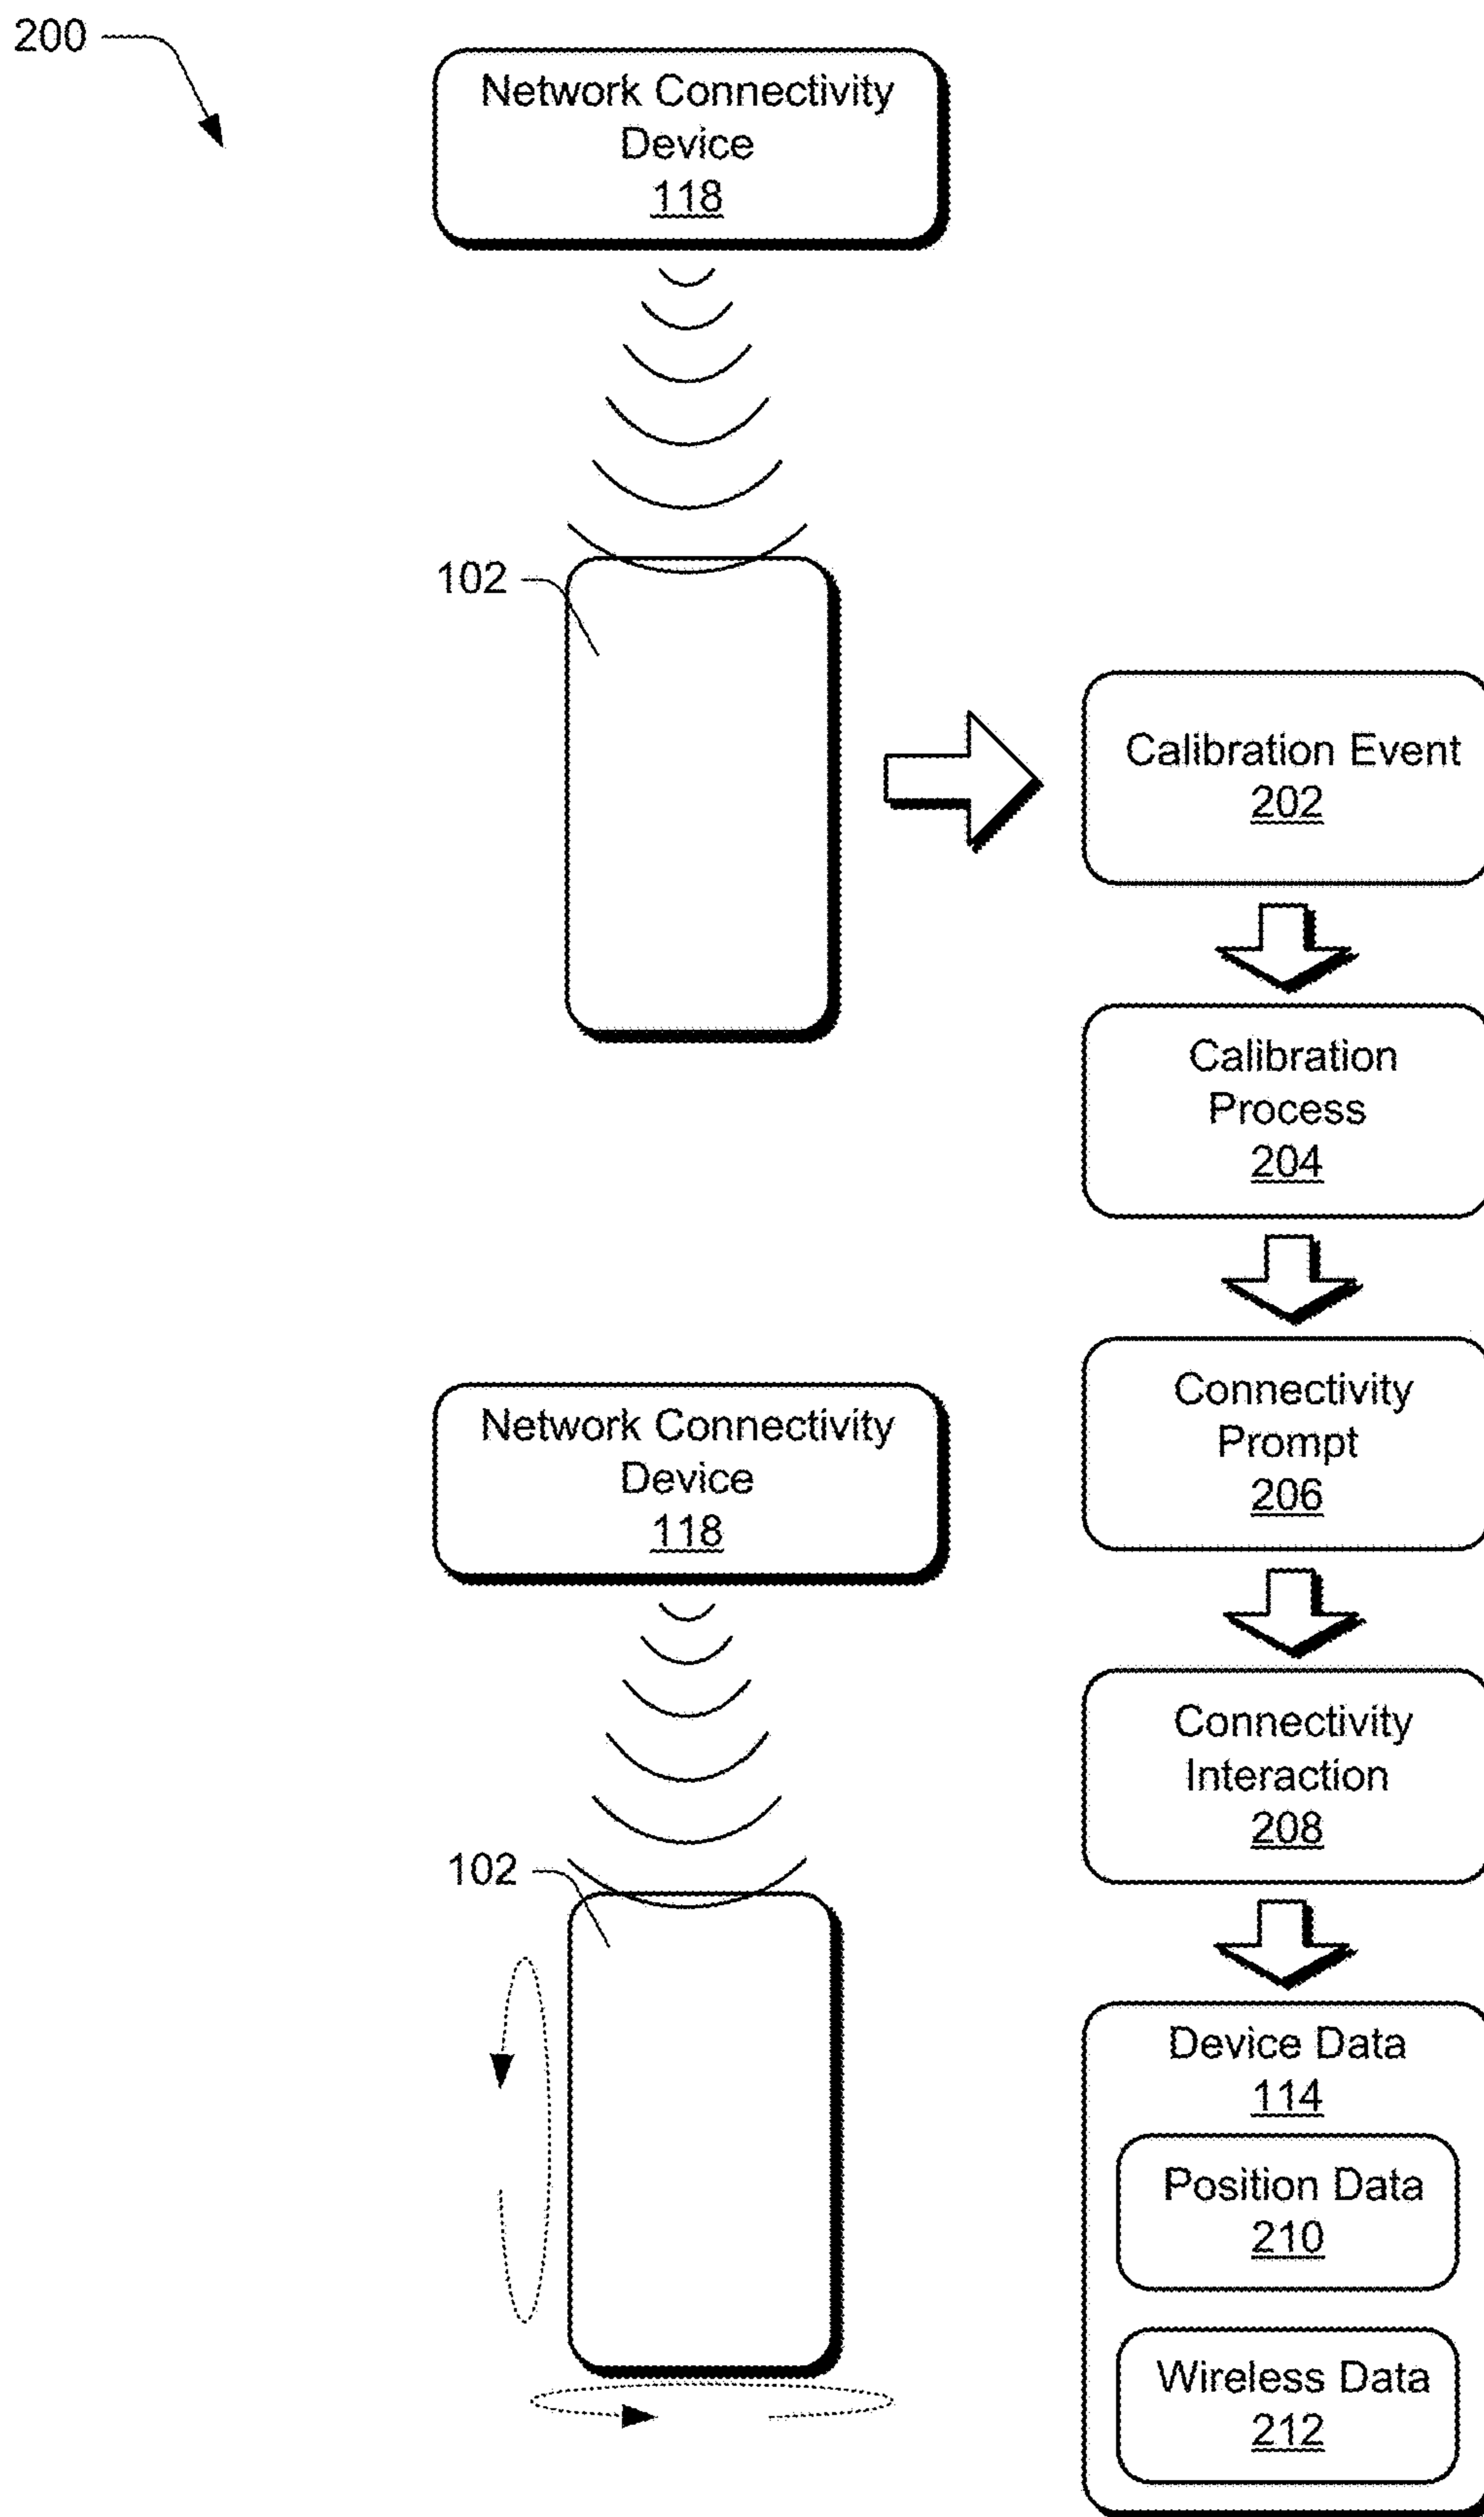 200
Network Connectivity
Device
118
102
Calibration Event
202
Calibration
Process
204
Connectivity
Prompt
206
Network Connectivity
Device
118
Connectivity
Interaction
208
102
Device Data
114
Position Data
210
Wireless Data
212